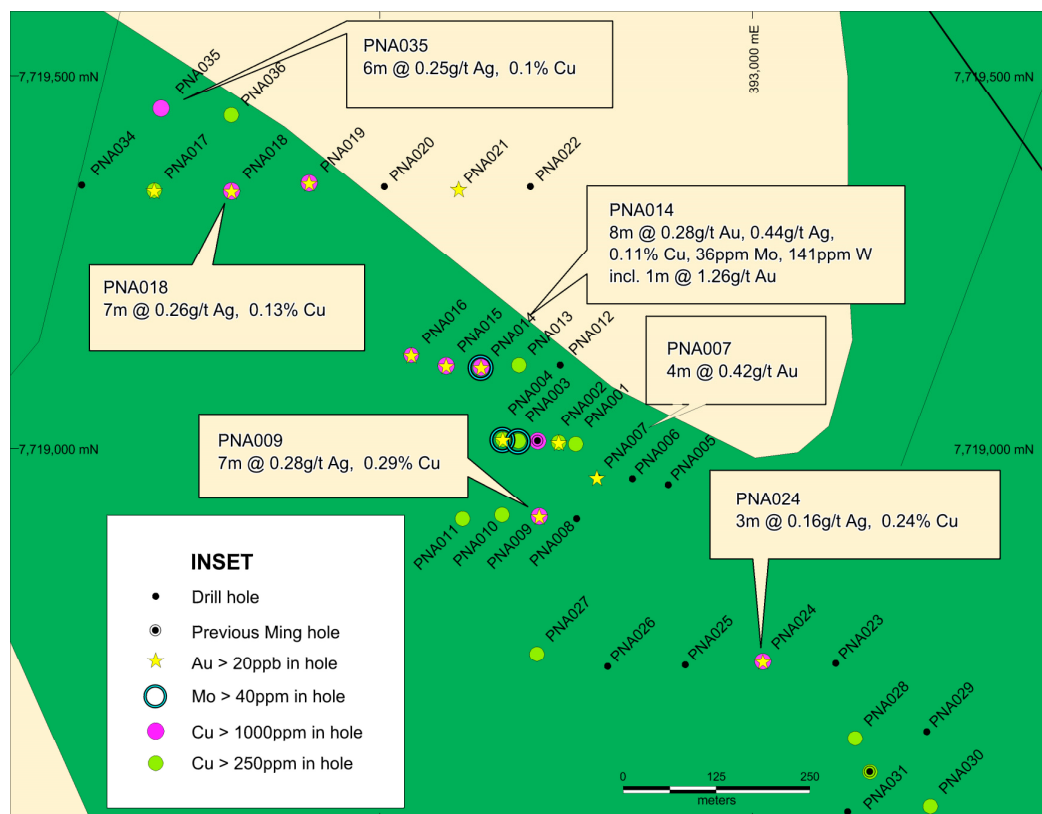 PNA035
6m @ 0.25g/t Ag, 0.1% Cu
393,000 mE
7,719,500 mN
7,719,500 mN
PNA035
PNA036
PNA034
PNA017
PNA018
PNA019
PNA020
PNA021
PNA022
PNA014
8m @ 0.28g/t Au, 0.44g/t Ag,
0.11% Cu, 36ppm Mo, 141ppm W
incl. 1m @ 1.26g/t Au
PNA018
7m @ 0.26g/t Ag, 0.13% Cu
PNA016
PNA015
PNA014
PNA013
PNA012
PNA007
4m @ 0.42g/t Au
PNA004
PNA003
PNA002
PNA001
PNA007
PNA006
PNA005
7,719,000 mN
7,719,000 mN
PNA009
7m @ 0.28g/t Ag, 0.29% Cu
PNA011
PNA010
PNA009
PNA008
PNA024
3m @ 0.16g/t Ag, 0.24% Cu
PNA027
PNA026
PNA025
PNA024
PNA023
PNA028
PNA029
PNA031
PNA030
INSET
Drill hole
Previous Ming hole
Au > 20ppb in hole
Mo > 40ppm in hole
Cu > 1000ppm in hole
Cu > 250ppm in hole
0 125 250
meters